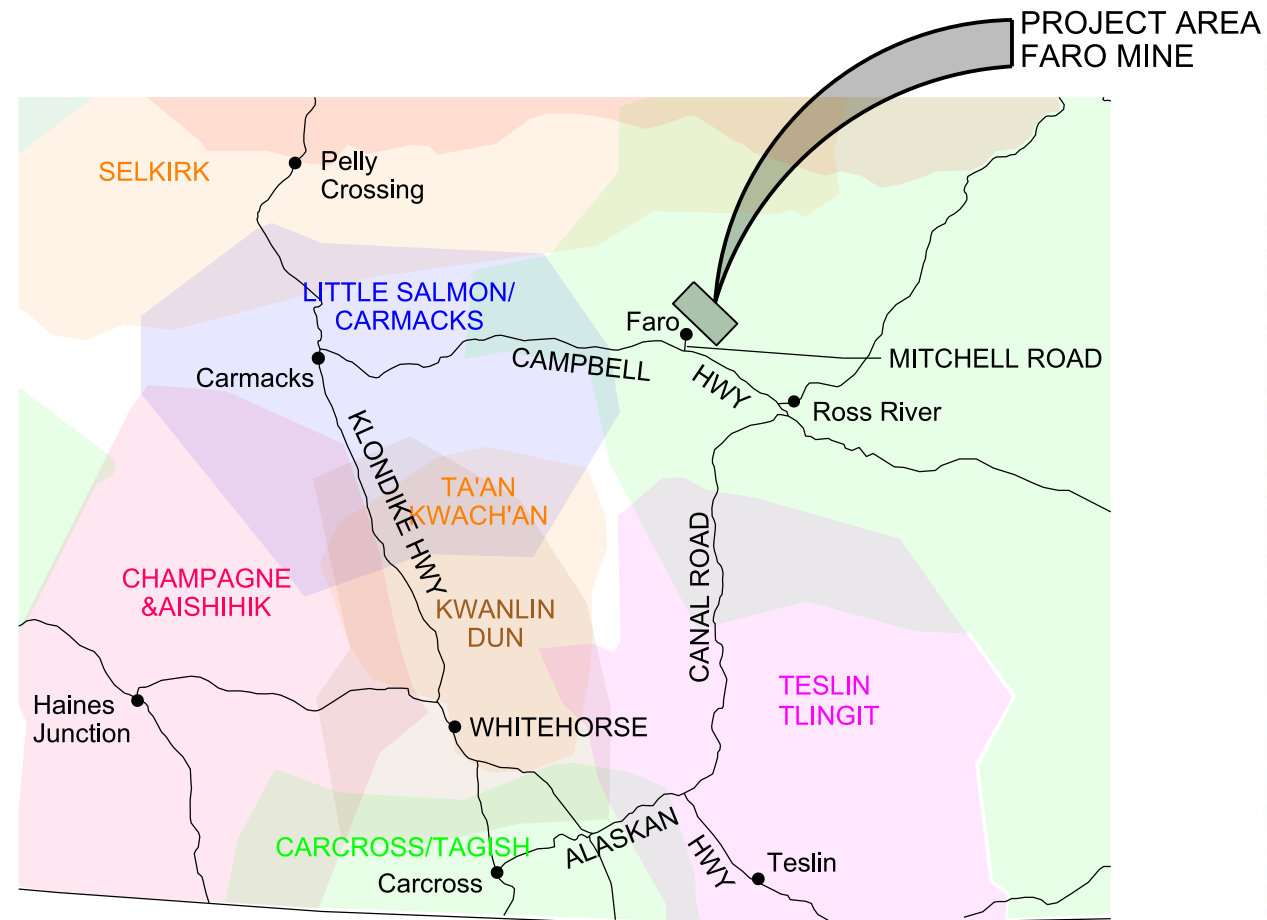 PROJECT AREA
FARO MINE
SELKIRK
Pelly
Crossing
LITTLE SALMON/
CARMACKS
Faro
CAMPBELL
HWY
MITCHELL ROAD
Carmacks
Ross River
KLONDIKE HWY
TA'AN
KWACH'AN
CANAL ROAD
CHAMPAGNE
&AISHIHIK
KWANLIN
DUN
TESLIN
TLINGIT
Haines
Junction
WHITEHORSE
CARCROSS/TAGISH
ALASKAN
HWY
Carcross
Teslin